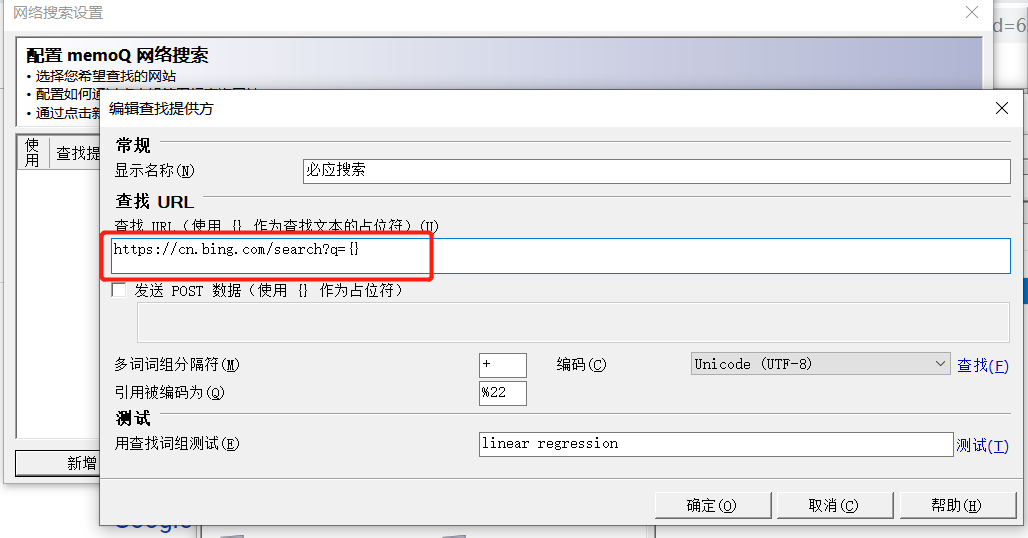 网络搜索设置
d=6
配置 memoQ 网络搜索
• 选择您希望查找的网站
• 配置如何通
• 通过点击新
使用
查找提
新增
编辑查找提供方
常规
显示名称(N)
必应搜索
查找 URL
查找 URL（使用 {} 作为查找文本的占位符）(U)
https://cn.bing.com/search?q={}
发送 POST 数据（使用 {} 作为占位符）
多词词组分隔符(M) + 编码(C) Unicode (UTF-8) 查找(F)
引用被编码为(Q) %22
测试
用查找词组测试(E) linear regression 测试(T)
确定(O) 取消(C) 帮助(H)
Google